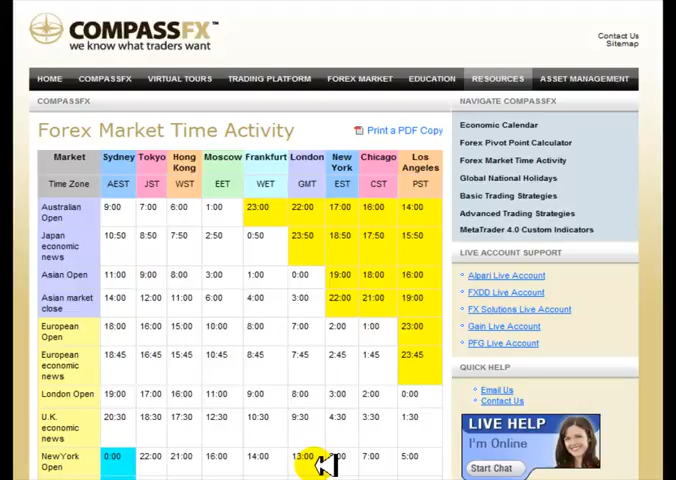 COMPASSFX™
we know what traders want
Contact Us
Sitemap
HOME COMPASSFX VIRTUAL TOURS TRADING PLATFORM FOREX MARKET EDUCATION RESOURCES ASSET MANAGEMENT
COMPASSFX
Forex Market Time Activity
Print a PDF Copy
Market Sydney Tokyo Hong Kong Moscow Frankfurt London New York Chicago Los Angeles
Time Zone AEST JST WST EET WET GMT EST CST PST
Australian Open 9:00 7:00 6:00 1:00 23:00 22:00 17:00 16:00 14:00
Japan economic news 10:50 8:50 7:50 2:50 0:50 23:50 18:50 17:50 15:50
Asian Open 11:00 9:00 8:00 3:00 1:00 0:00 19:00 18:00 16:00
Asian market close 14:00 12:00 11:00 6:00 4:00 3:00 22:00 21:00 19:00
European Open 18:00 16:00 15:00 10:00 8:00 7:00 2:00 1:00 23:00
European economic news 18:45 16:45 15:45 10:45 8:45 7:45 2:45 1:45 23:45
London Open 19:00 17:00 16:00 11:00 9:00 8:00 3:00 2:00 0:00
U.K. economic news 20:30 18:30 17:30 12:30 10:30 9:30 4:30 3:30 1:30
NewYork Open 0:00 22:00 21:00 16:00 14:00 13:00 7:00 5:00
NAVIGATE COMPASSFX
Economic Calendar
Forex Pivot Point Calculator
Forex Market Time Activity
Global National Holidays
Basic Trading Strategies
Advanced Trading Strategies
MetaTrader 4.0 Custom Indicators
LIVE ACCOUNT SUPPORT
Alpari Live Account
FXDD Live Account
FX Solutions Live Account
Gain Live Account
PFG Live Account
QUICK HELP
Email Us
Contact Us
LIVE HELP
I'm Online
Start Chat